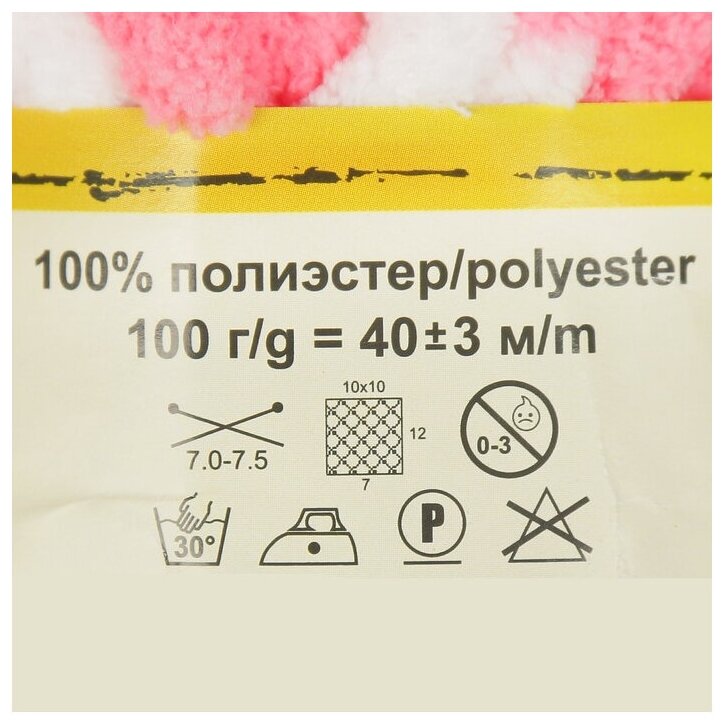 100% полиэстер/polyester
100 г/g = 40±3 м/m
10x10
12
7
7.0-7.5
0-3
30°
P